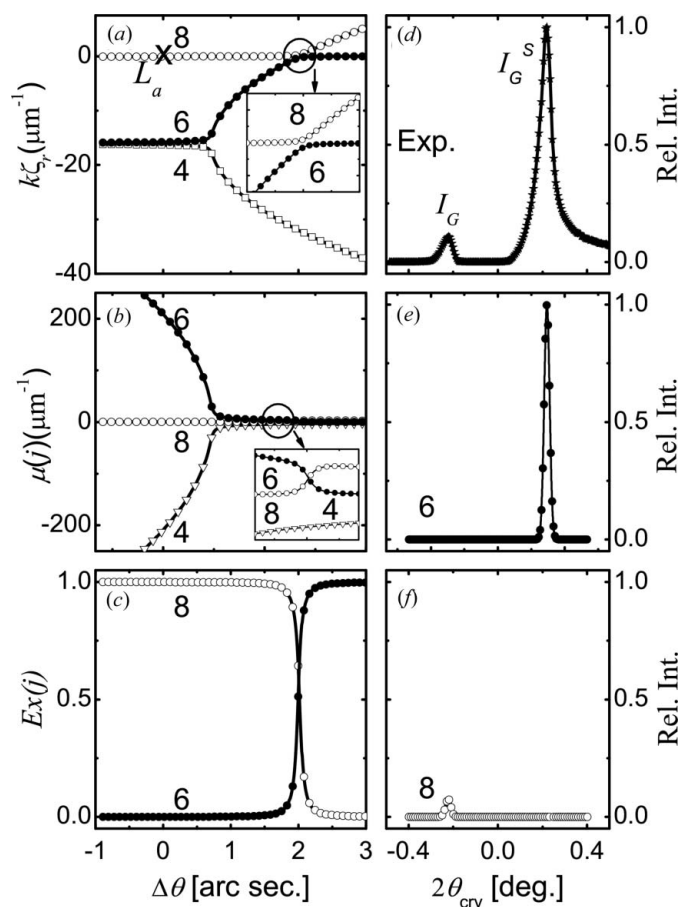 (a)
0
-20
-40
kζr(μm⁻¹)
8
X
La
6
4
8
6
(d)
I_G^S
Exp.
I_G
1.0
0.5
0.0
Rel. Int.
(b)
200
0
-200
μ(j)(μm⁻¹)
6
8
4
6
4
8
(e)
6
1.0
0.5
0.0
Rel. Int.
(c)
1.0
0.5
0.0
Ex(j)
8
6
-1 0 1 2 3
Δθ [arc sec.]
(f)
8
1.0
0.5
0.0
Rel. Int.
-0.4 0.0 0.4
2θcry [deg.]